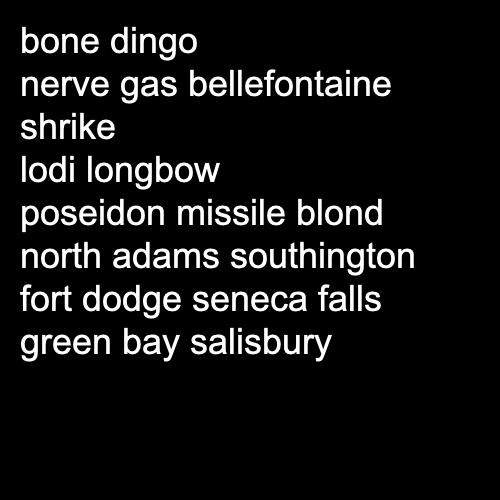 bone dingo
nerve gas bellefontaine
shrike
lodi longbow
poseidon missile blond
north adams southington
fort dodge seneca falls
green bay salisbury